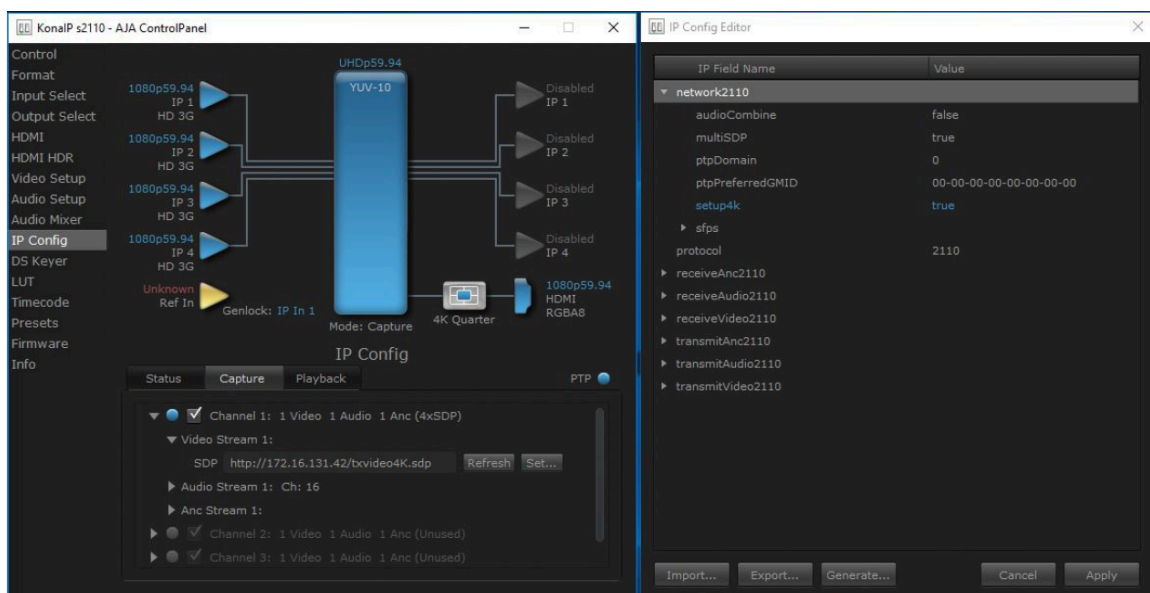 KonaIP s2110 - AJA ControlPanel
Control
Format
Input Select
Output Select
HDMI
HDMI HDR
Video Setup
Audio Setup
Audio Mixer
IP Config
DS Keyer
LUT
Timecode
Presets
Firmware
Info
UHDp59.94
YUV-10
1080p59.94
IP 1
HD 3G
1080p59.94
IP 2
HD 3G
1080p59.94
IP 3
HD 3G
1080p59.94
IP 4
HD 3G
Unknown
Ref In
Genlock: IP In 1
Mode: Capture
Disabled
IP 1
Disabled
IP 2
Disabled
IP 3
Disabled
IP 4
4K Quarter
1080p59.94
HDMI
RGBA8
IP Config
Status Capture Playback PTP
Channel 1: 1 Video 1 Audio 1 Anc (4xSDP)
Video Stream 1:
SDP http://172.16.131.42/txvideo4K.sdp Refresh Set...
Audio Stream 1: Ch: 16
Anc Stream 1:
Channel 2: 1 Video 1 Audio 1 Anc (Unused)
Channel 3: 1 Video 1 Audio 1 Anc (Unused)
IP Config Editor
IP Field Name Value
network2110
audioCombine false
multiSDP true
ptpDomain 0
ptpPreferredGMID 00-00-00-00-00-00-00-00
setup4k true
sfps
protocol 2110
receiveAnc2110
receiveAudio2110
receiveVideo2110
transmitAnc2110
transmitAudio2110
transmitVideo2110
Import... Export... Generate... Cancel Apply